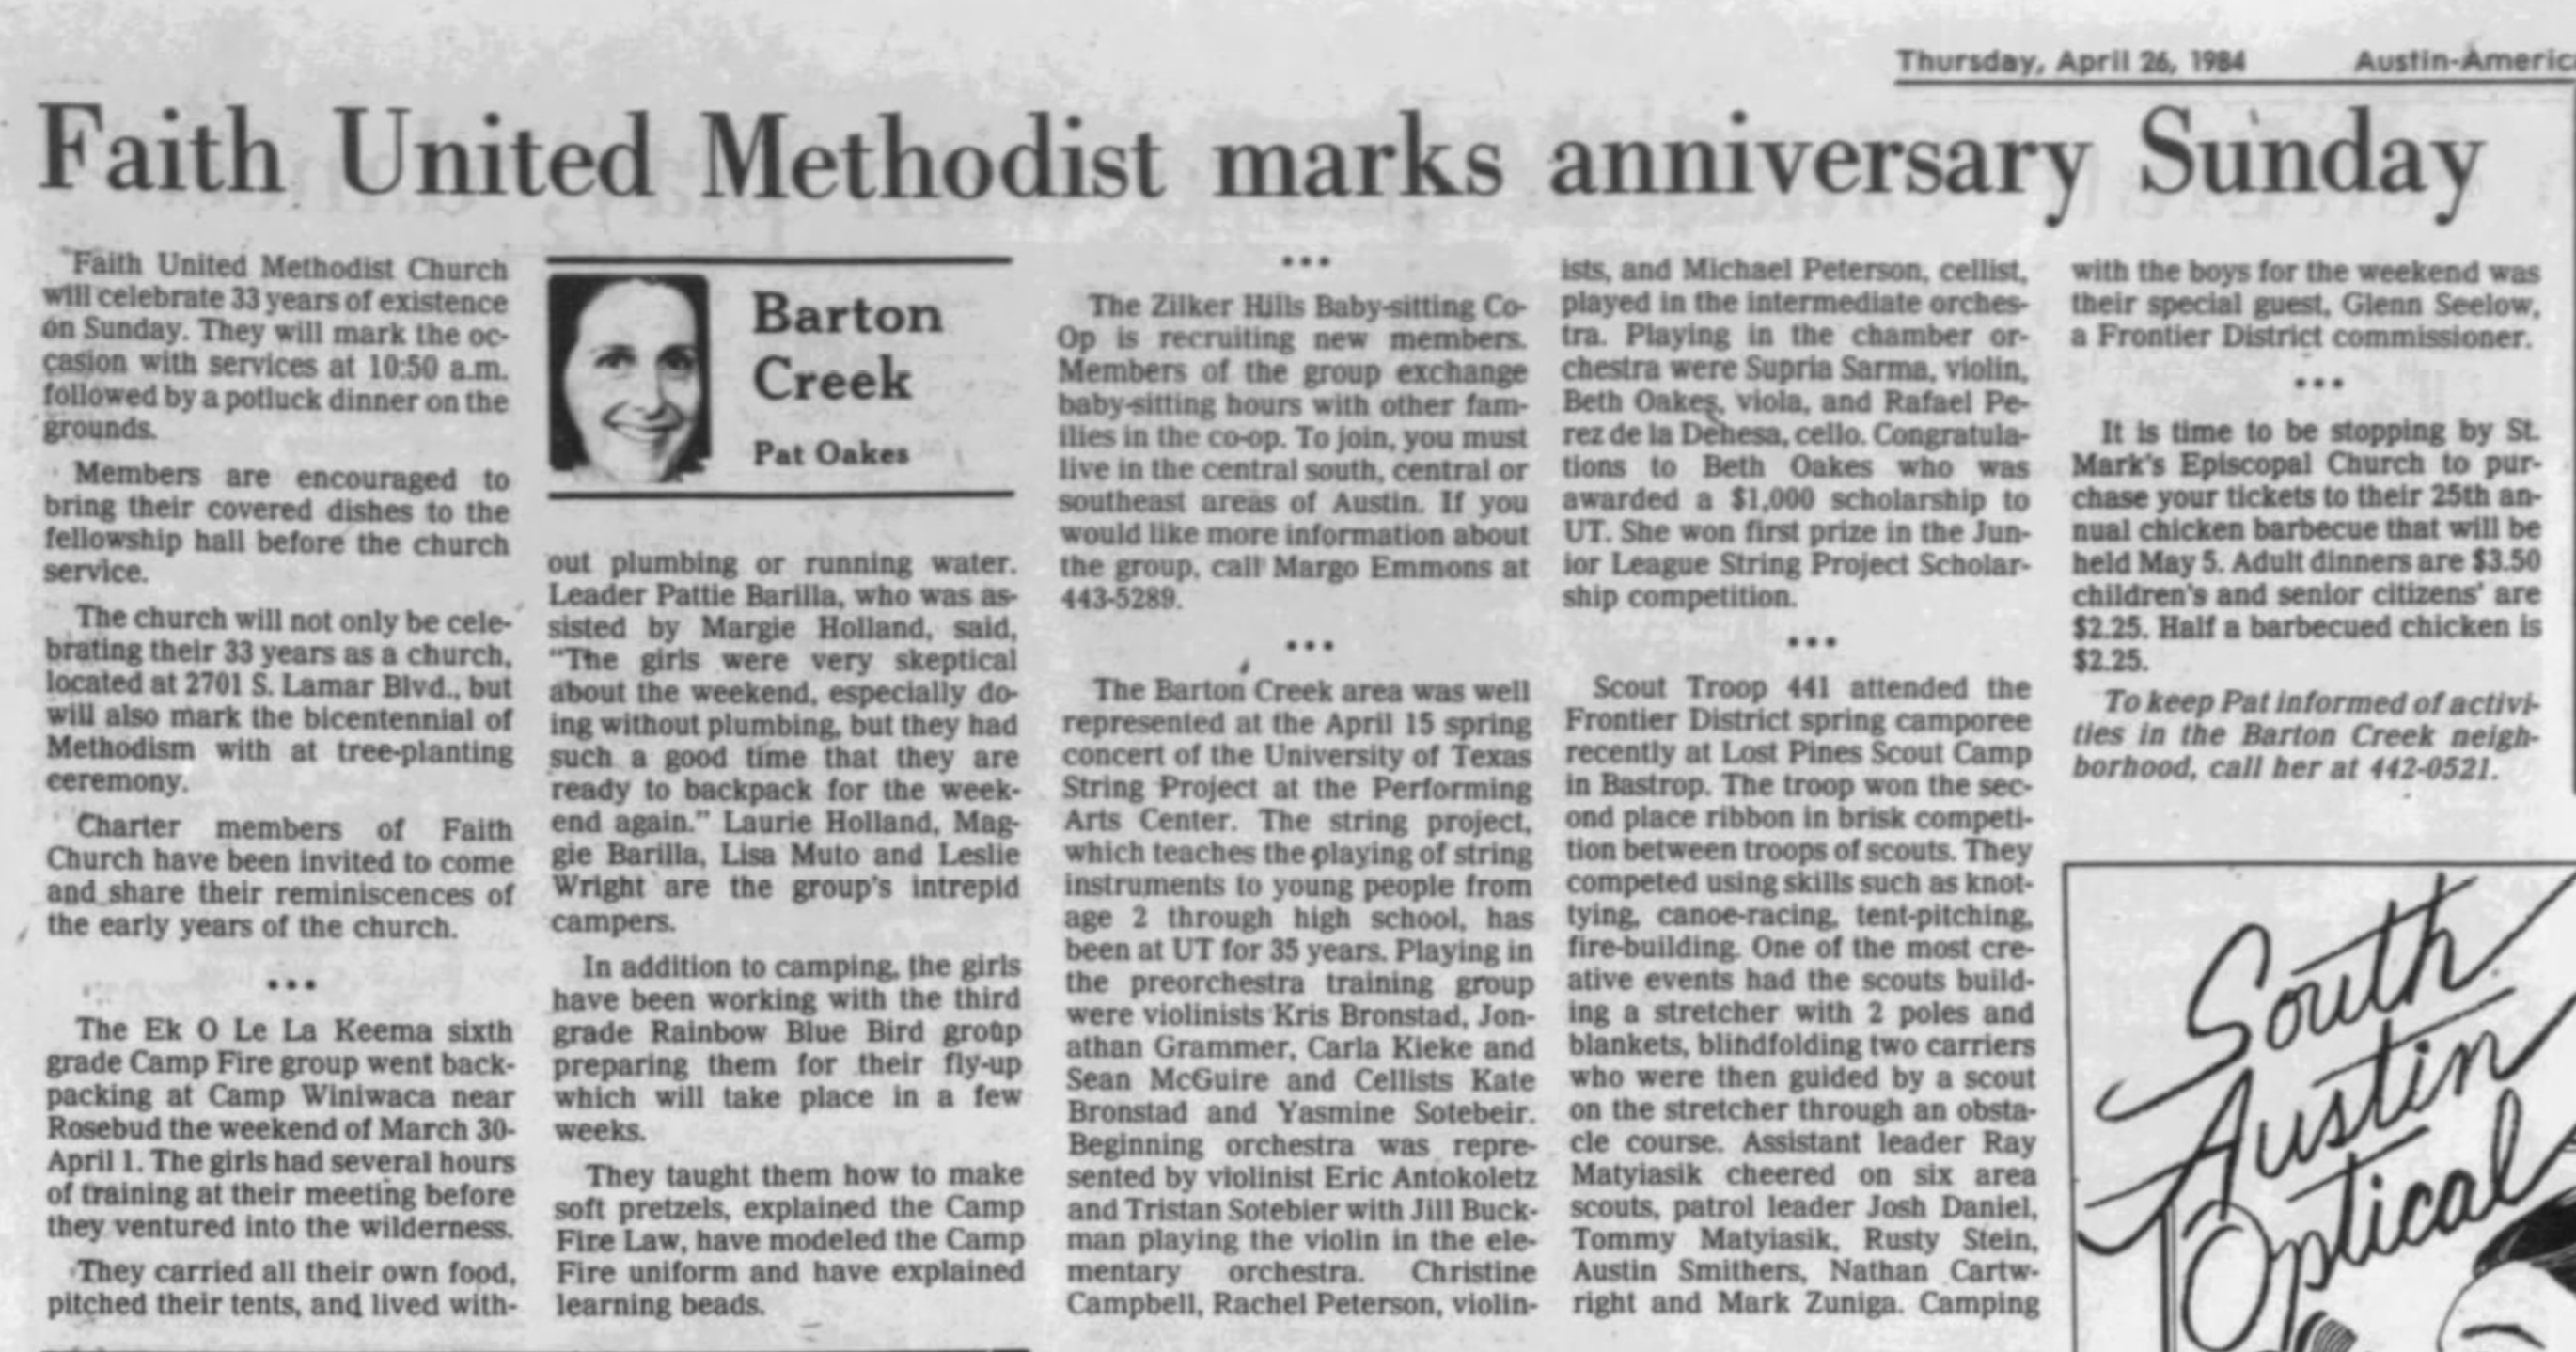 Thursday, April 26, 1984
Faith United Methodist marks anniversary Sunday
Faith United Methodist Church
will celebrate 33 years of existence
on Sunday. They will mark the oc-
casion with services at 10:50 a.m.
followed by a potluck dinner on the
grounds.
Members are encouraged to
bring their covered dishes to the
fellowship hall before the church
service.
The church will not only be cele-
brating their 33 years as a church,
located at 2701 S. Lamar Blvd., but
will also mark the bicentennial of
Methodism with at tree-planting
ceremony.
Charter members of Faith
Church have been invited to come
and share their reminiscences of
the early years of the church.
•••
The Ek O Le La Keema sixth
grade Camp Fire group went back-
packing at Camp Winiwaca near
Rosebud the weekend of March 30-
April 1. The girls had several hours
of training at their meeting before
they ventured into the wilderness.
They carried all their own food,
pitched their tents, and lived with-
Barton
Creek
Pat Oakes
out plumbing or running water.
Leader Pattie Barilla, who was as-
sisted by Margie Holland, said,
"The girls were very skeptical
about the weekend, especially do-
ing without plumbing, but they had
such a good time that they are
ready to backpack for the week-
end again." Laurie Holland, Mag-
gie Barilla, Lisa Muto and Leslie
Wright are the group's intrepid
campers.
In addition to camping, the girls
have been working with the third
grade Rainbow Blue Bird group
preparing them for their fly-up
which will take place in a few
weeks.
They taught them how to make
soft pretzels, explained the Camp
Fire Law, have modeled the Camp
Fire uniform and have explained
learning beads.
•••
The Zilker Hills Baby-sitting Co-
Op is recruiting new members.
Members of the group exchange
baby-sitting hours with other fam-
ilies in the co-op. To join, you must
live in the central south, central or
southeast areas of Austin. If you
would like more information about
the group, call Margo Emmons at
443-5289.
•••
The Barton Creek area was well
represented at the April 15 spring
concert of the University of Texas
String Project at the Performing
Arts Center. The string project,
which teaches the playing of string
instruments to young people from
age 2 through high school, has
been at UT for 35 years. Playing in
the preorchestra training group
were violinists Kris Bronstad, Jon-
athan Grammer, Carla Kieke and
Sean McGuire and Cellists Kate
Bronstad and Yasmine Sotebeir.
Beginning orchestra was repre-
sented by violinist Eric Antokoletz
and Tristan Sotebier with Jill Buck-
man playing the violin in the ele-
mentary orchestra. Christine
Campbell, Rachel Peterson, violin-
ists, and Michael Peterson, cellist,
played in the intermediate orches-
tra. Playing in the chamber or-
chestra were Supria Sarma, violin,
Beth Oakes, viola, and Rafael Pe-
rez de la Dehesa, cello. Congratula-
tions to Beth Oakes who was
awarded a $1,000 scholarship to
UT. She won first prize in the Jun-
ior League String Project Scholar-
ship competition.
•••
Scout Troop 441 attended the
Frontier District spring camporee
recently at Lost Pines Scout Camp
in Bastrop. The troop won the sec-
ond place ribbon in brisk competi-
tion between troops of scouts. They
competed using skills such as knot-
tying, canoe-racing, tent-pitching,
fire-building. One of the most cre-
ative events had the scouts build-
ing a stretcher with 2 poles and
blankets, blindfolding two carriers
who were then guided by a scout
on the stretcher through an obsta-
cle course. Assistant leader Ray
Matyiasik cheered on six area
scouts, patrol leader Josh Daniel,
Tommy Matyiasik, Rusty Stein,
Austin Smithers, Nathan Cartw-
right and Mark Zuniga. Camping
with the boys for the weekend was
their special guest, Glenn Seelow,
a Frontier District commissioner.
•••
It is time to be stopping by St.
Mark's Episcopal Church to pur-
chase your tickets to their 25th an-
nual chicken barbecue that will be
held May 5. Adult dinners are $3.50
children's and senior citizens' are
$2.25. Half a barbecued chicken is
$2.25.
To keep Pat informed of activi-
ties in the Barton Creek neigh-
borhood, call her at 442-0521.
South
Austin
Optical